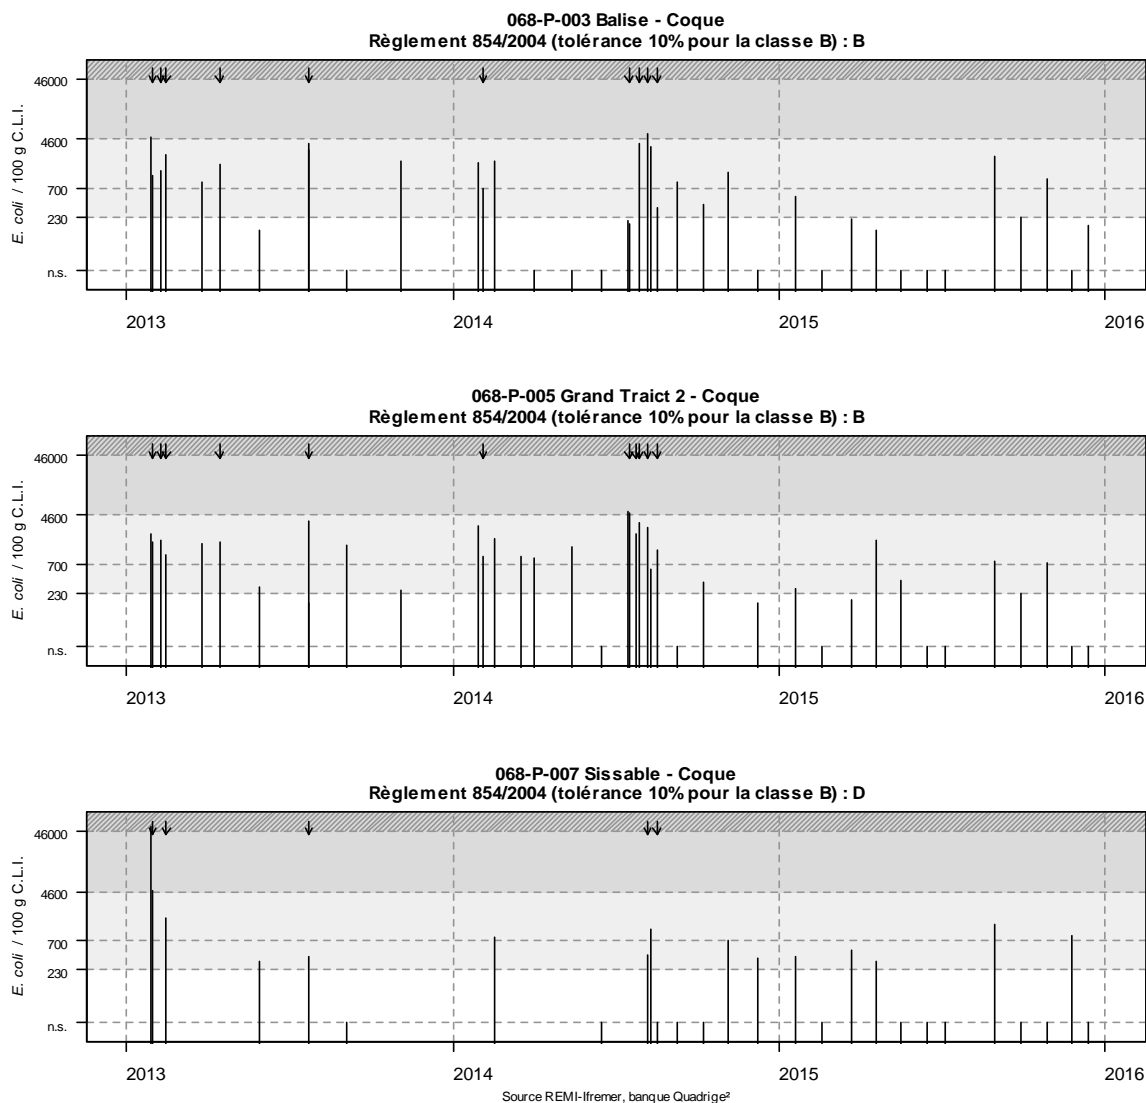 068-P-003 Balise - Coque
Règlement 854/2004 (tolérance 10% pour la classe B) : B
46000
4600
700
230
n.s.
E. coli / 100 g C.L.I.
2013 2014 2015 2016
068-P-005 Grand Traict 2 - Coque
Règlement 854/2004 (tolérance 10% pour la classe B) : B
46000
4600
700
230
n.s.
E. coli / 100 g C.L.I.
2013 2014 2015 2016
068-P-007 Sissable - Coque
Règlement 854/2004 (tolérance 10% pour la classe B) : D
46000
4600
700
230
n.s.
E. coli / 100 g C.L.I.
2013 2014 2015 2016
Source REMI-Ifremer, banque Quadrige²